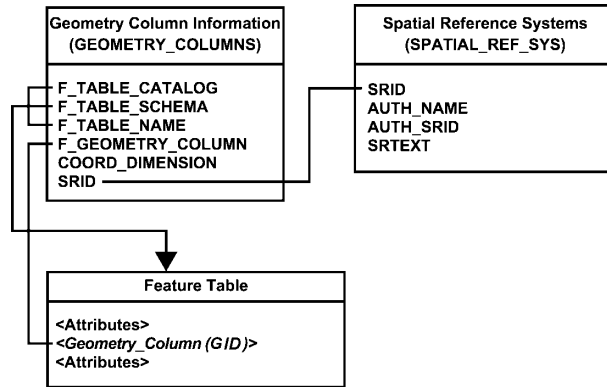 Geometry Column Information
(GEOMETRY_COLUMNS)
F_TABLE_CATALOG
F_TABLE_SCHEMA
F_TABLE_NAME
F_GEOMETRY_COLUMN
COORD_DIMENSION
SRID
Spatial Reference Systems
(SPATIAL_REF_SYS)
SRID
AUTH_NAME
AUTH_SRID
SRTEXT
Feature Table
<Attributes>
<Geometry_Column (GID)>
<Attributes>